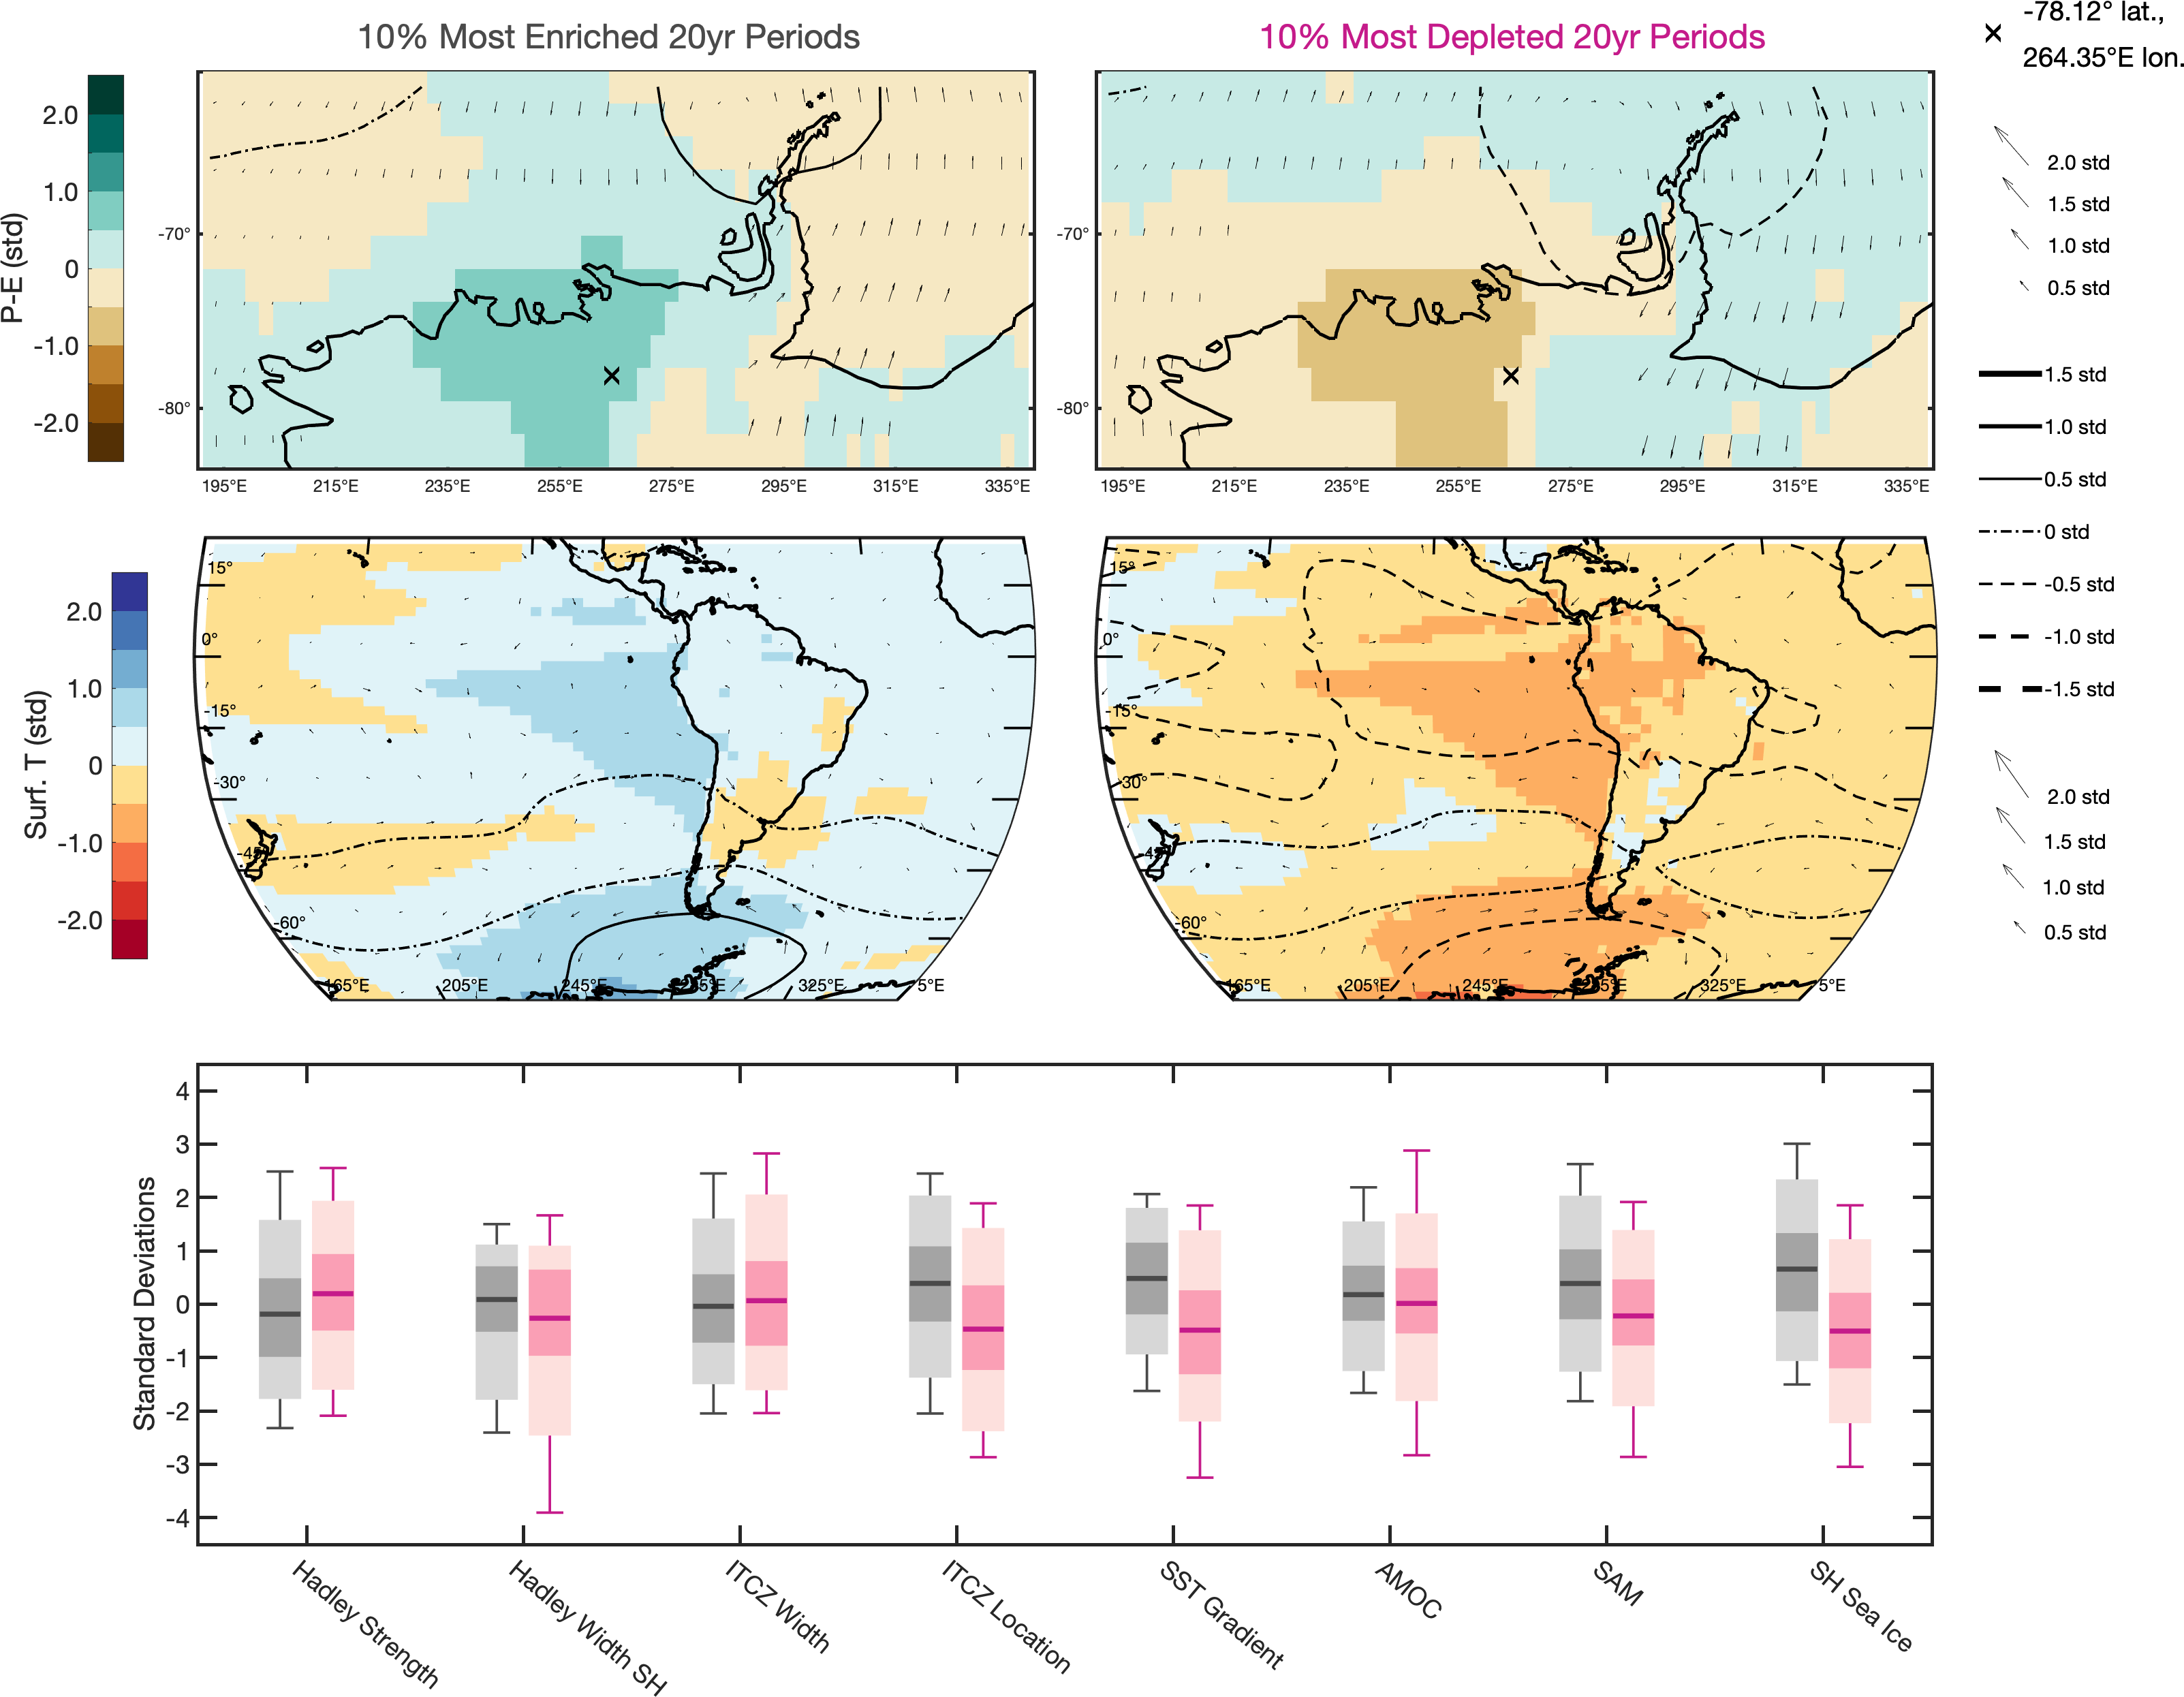 10% Most Enriched 20yr Periods
10% Most Depleted 20yr Periods
-78.12° lat.,
264.35°E lon.
P-E (std)
2.0
1.0
0
-1.0
-2.0
-70°
-80°
-70°
-80°
195°E 215°E 235°E 255°E 275°E 295°E 315°E 335°E
195°E 215°E 235°E 255°E 275°E 295°E 315°E 335°E
2.0 std
1.5 std
1.0 std
0.5 std
1.5 std
1.0 std
0.5 std
0 std
-0.5 std
-1.0 std
-1.5 std
Surf. T (std)
2.0
1.0
0
-1.0
-2.0
15°
0°
-15°
-30°
-45°
-60°
165°E 205°E 245°E 285°E 325°E 5°E
15°
0°
-15°
-30°
-45°
-60°
165°E 205°E 245°E 285°E 325°E 5°E
2.0 std
1.5 std
1.0 std
0.5 std
Standard Deviations
4
3
2
1
0
-1
-2
-3
-4
Hadley Strength
Hadley Width SH
ITCZ Width
ITCZ Location
SST Gradient
AMOC
SAM
SH Sea Ice